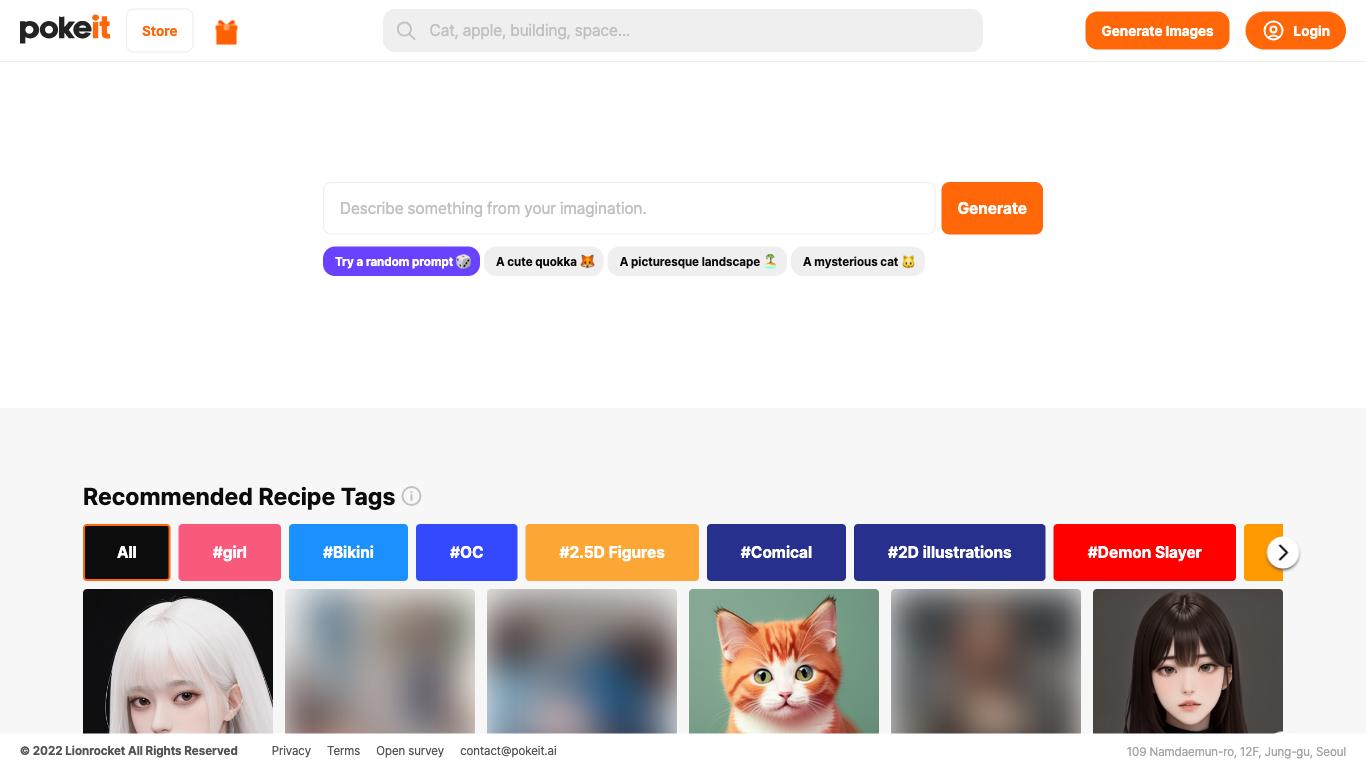 pokeit
Store
Cat, apple, building, space...
Generate Images
Login
Describe something from your imagination.
Generate
Try a random prompt 🎲
A cute quokka 🦊
A picturesque landscape 🏝️
A mysterious cat 🐱
Recommended Recipe Tags
All
#girl
#Bikini
#OC
#2.5D Figures
#Comical
#2D illustrations
#Demon Slayer
© 2022 Lionrocket All Rights Reserved
Privacy
Terms
Open survey
contact@pokeit.ai
109 Namdaemun-ro, 12F, Jung-gu, Seoul